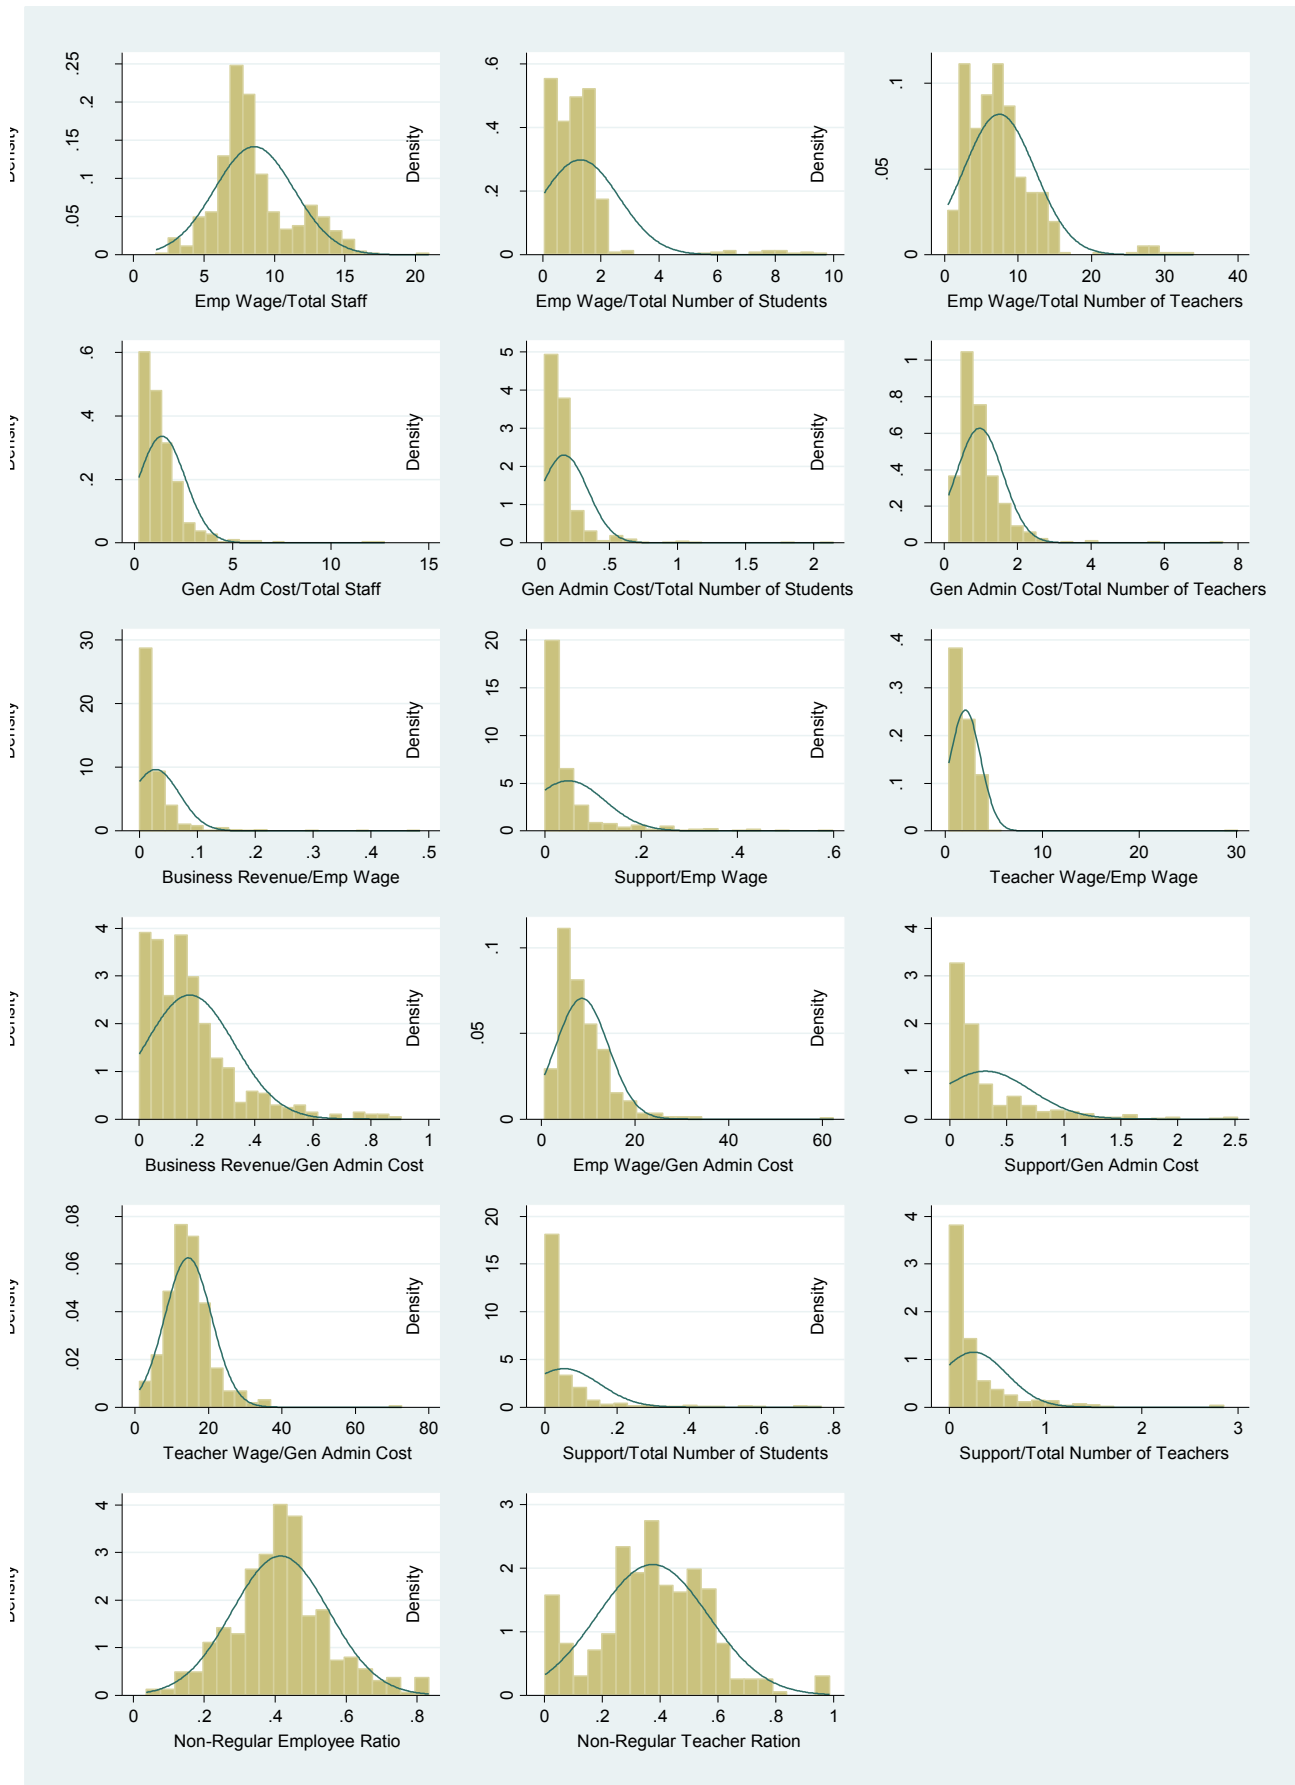 Density
0 .05 .1 .15 .2 .25
0 5 10 15 20
Emp Wage/Total Staff
Density
0 .2 .4 .6
0 2 4 6 8 10
Emp Wage/Total Number of Students
Density
.05 .1
0 10 20 30 40
Emp Wage/Total Number of Teachers
Density
0 .2 .4 .6
0 5 10 15
Gen Adm Cost/Total Staff
Density
0 1 2 3 4 5
0 .5 1 1.5 2
Gen Admin Cost/Total Number of Students
Density
0 .2 .4 .6 .8 1
0 2 4 6 8
Gen Admin Cost/Total Number of Teachers
Density
0 10 20 30
0 .1 .2 .3 .4 .5
Business Revenue/Emp Wage
Density
0 5 10 15 20
0 .2 .4 .6
Support/Emp Wage
Density
0 .1 .2 .3 .4
0 10 20 30
Teacher Wage/Emp Wage
Density
0 1 2 3 4
0 .2 .4 .6 .8 1
Business Revenue/Gen Admin Cost
0 .05 .1
0 20 40 60
Emp Wage/Gen Admin Cost
Density
0 1 2 3 4
0 .5 1 1.5 2 2.5
Support/Gen Admin Cost
Density
0 .02 .04 .06 .08
0 20 40 60 80
Teacher Wage/Gen Admin Cost
Density
0 5 10 15 20
0 .2 .4 .6 .8
Support/Total Number of Students
Density
0 1 2 3 4
0 1 2 3
Support/Total Number of Teachers
Density
0 1 2 3 4
0 .2 .4 .6 .8
Non-Regular Employee Ratio
Density
0 1 2 3
0 .2 .4 .6 .8 1
Non-Regular Teacher Ration